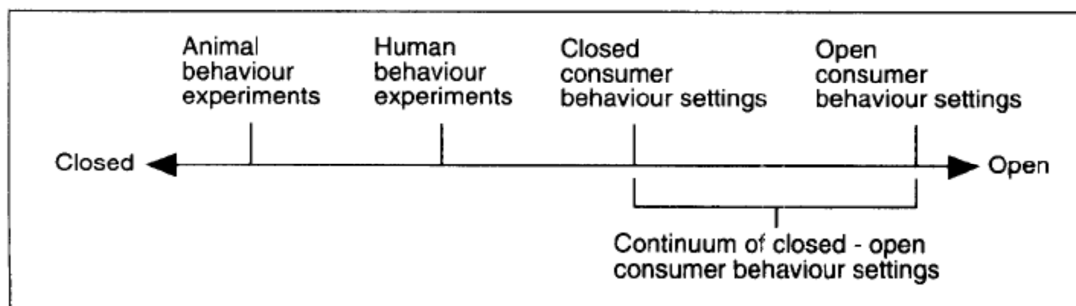 Animal
behaviour
experiments
Human
behaviour
experiments
Closed
consumer
behaviour settings
Open
consumer
behaviour settings
Closed
Open
Continuum of closed - open
consumer behaviour settings